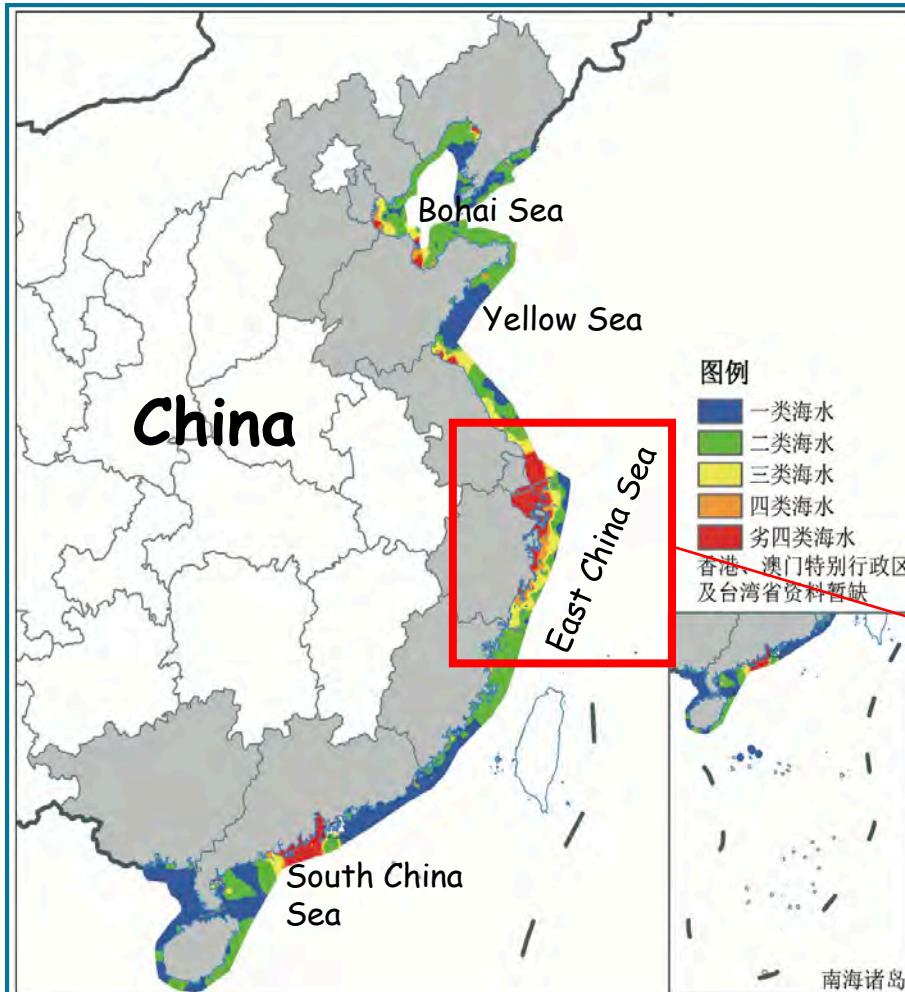 Bohai Sea
Yellow Sea
China
East China Sea
South China
Sea
图例
一类海水
二类海水
三类海水
四类海水
劣四类海水
香港、澳门特别行政区
及台湾省资料暂缺
南海诸岛